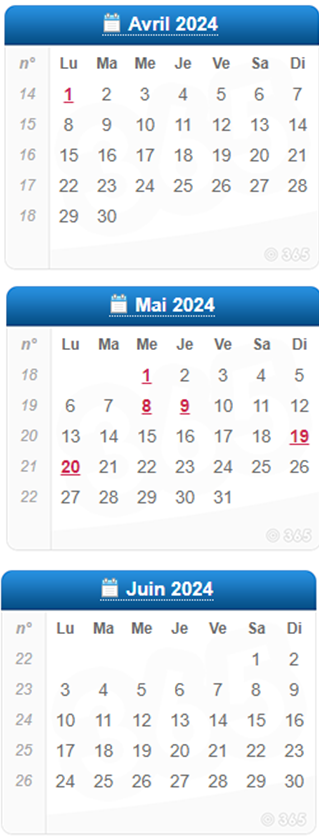 Avril 2024
n° Lu Ma Me Je Ve Sa Di
14 1 2 3 4 5 6 7
15 8 9 10 11 12 13 14
16 15 16 17 18 19 20 21
17 22 23 24 25 26 27 28
18 29 30
© 365
Mai 2024
n° Lu Ma Me Je Ve Sa Di
18 1 2 3 4 5
19 6 7 8 9 10 11 12
20 13 14 15 16 17 18 19
21 20 21 22 23 24 25 26
22 27 28 29 30 31
© 365
Juin 2024
n° Lu Ma Me Je Ve Sa Di
22 1 2
23 3 4 5 6 7 8 9
24 10 11 12 13 14 15 16
25 17 18 19 20 21 22 23
26 24 25 26 27 28 29 30
© 365